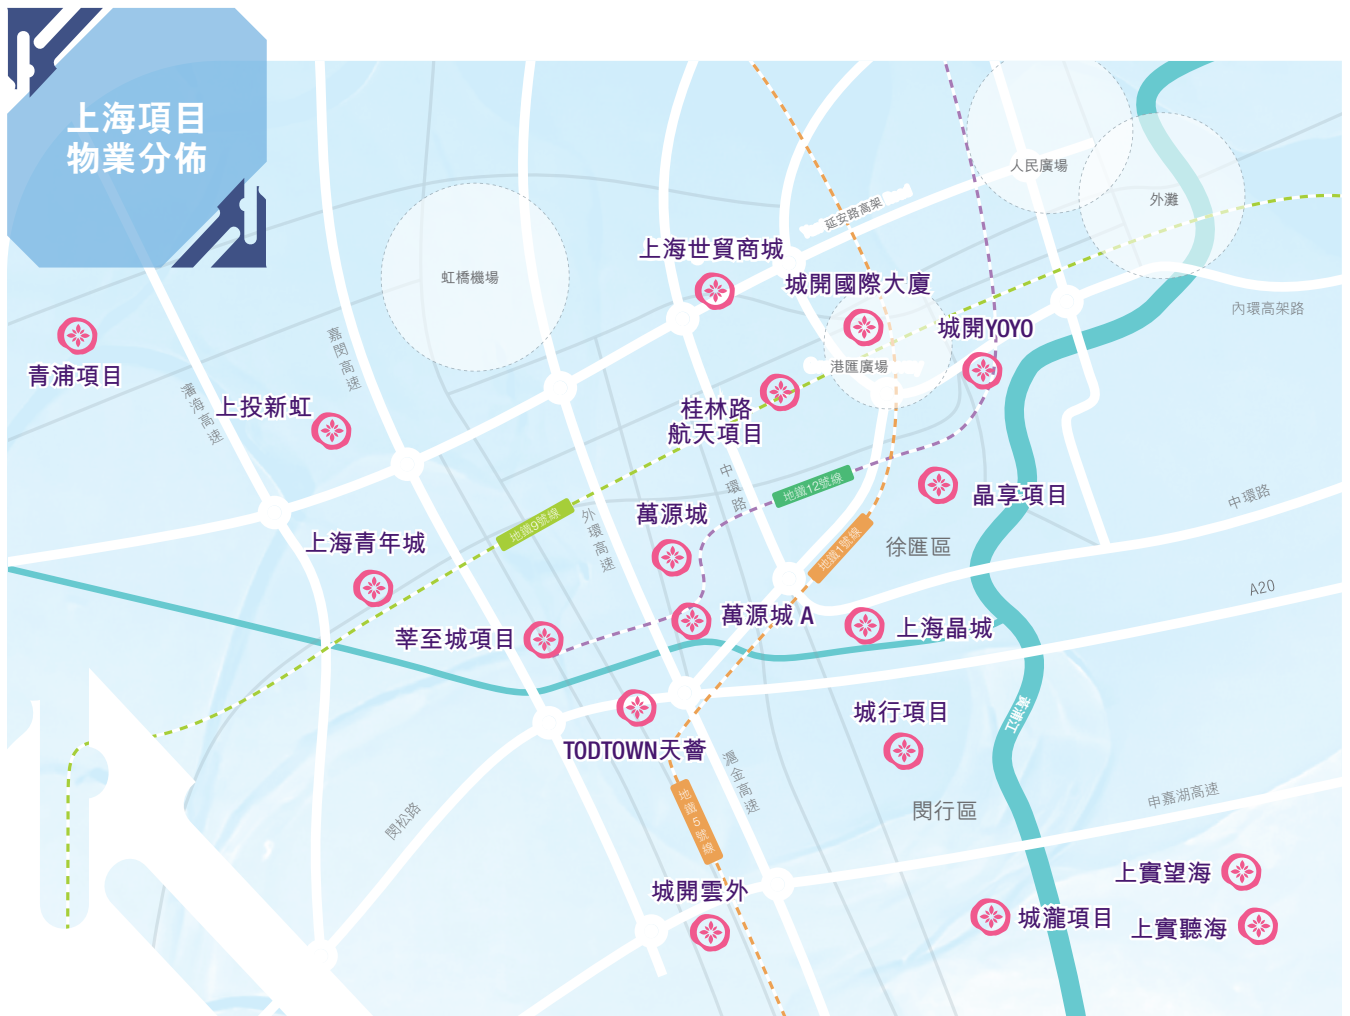 上海項目
物業分佈
人民廣場
外灘
延安路高架
上海世貿商城
虹橋機場
城開國際大廈
內環高架路
城開YOYO
青浦項目
嘉閔高速
港匯廣場
滬渝高速
上投新虹
桂林路
航天項目
中環路
地鐵12號線
晶享項目
中環路
地鐵9號線
外環高速
萬源城
上海青年城
地鐵1號線
徐匯區
A20
萬源城 A
上海晶城
莘至城項目
城行項目
黃浦江
TODTOWN天薈
滬金高速
地鐵5號線
閔松路
閔行區
申嘉湖高速
上實望海
城開雲外
城瀧項目
上實聽海